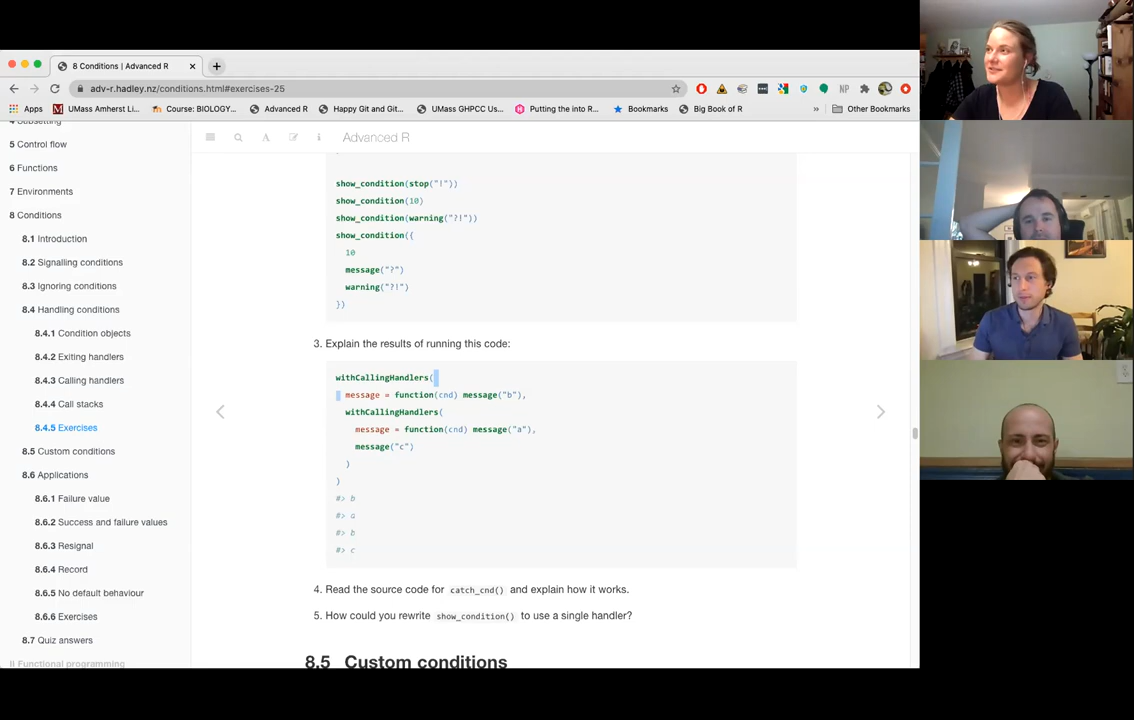 8 Conditions | Advanced R
adv-r.hadley.nz/conditions.html#exercises-25
Apps
UMass Amherst Li...
Course: BIOLOGY...
Advanced R
Happy Git and Git-...
UMass GHPCC Us...
Putting the into R...
Bookmarks
Big Book of R
»
Other Bookmarks
NP
4 Subsetting
5 Control flow
6 Functions
7 Environments
8 Conditions
8.1 Introduction
8.2 Signalling conditions
8.3 Ignoring conditions
8.4 Handling conditions
8.4.1 Condition objects
8.4.2 Exiting handlers
8.4.3 Calling handlers
8.4.4 Call stacks
8.4.5 Exercises
8.5 Custom conditions
8.6 Applications
8.6.1 Failure value
8.6.2 Success and failure values
8.6.3 Resignal
8.6.4 Record
8.6.5 No default behaviour
8.6.6 Exercises
8.7 Quiz answers
II Functional programming
Advanced R
show_condition(stop("!"))
show_condition(10)
show_condition(warning("?!"))
show_condition({
10
message("?")
warning("?!")
})
3. Explain the results of running this code:
withCallingHandlers(
message = function(cnd) message("b"),
withCallingHandlers(
message = function(cnd) message("a"),
message("c")
)
)
#> b
#> a
#> b
#> c
4. Read the source code for catch_cnd() and explain how it works.
5. How could you rewrite show_condition() to use a single handler?
8.5 Custom conditions